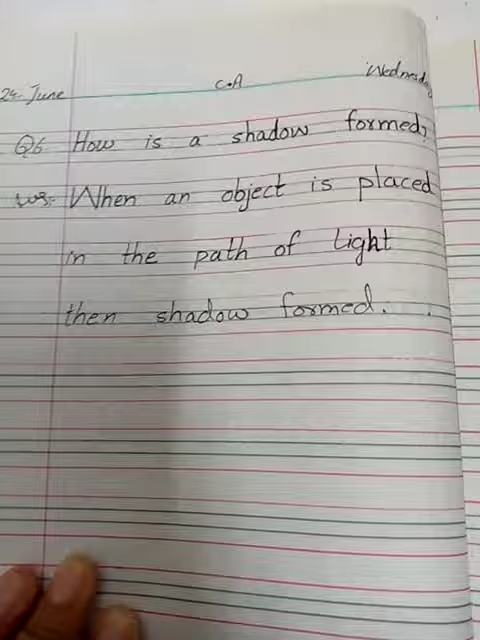 24 June C.A Wednesday
Q6. How is a shadow formed?
Ans:- When an object is placed
in the path of light
then shadow formed.